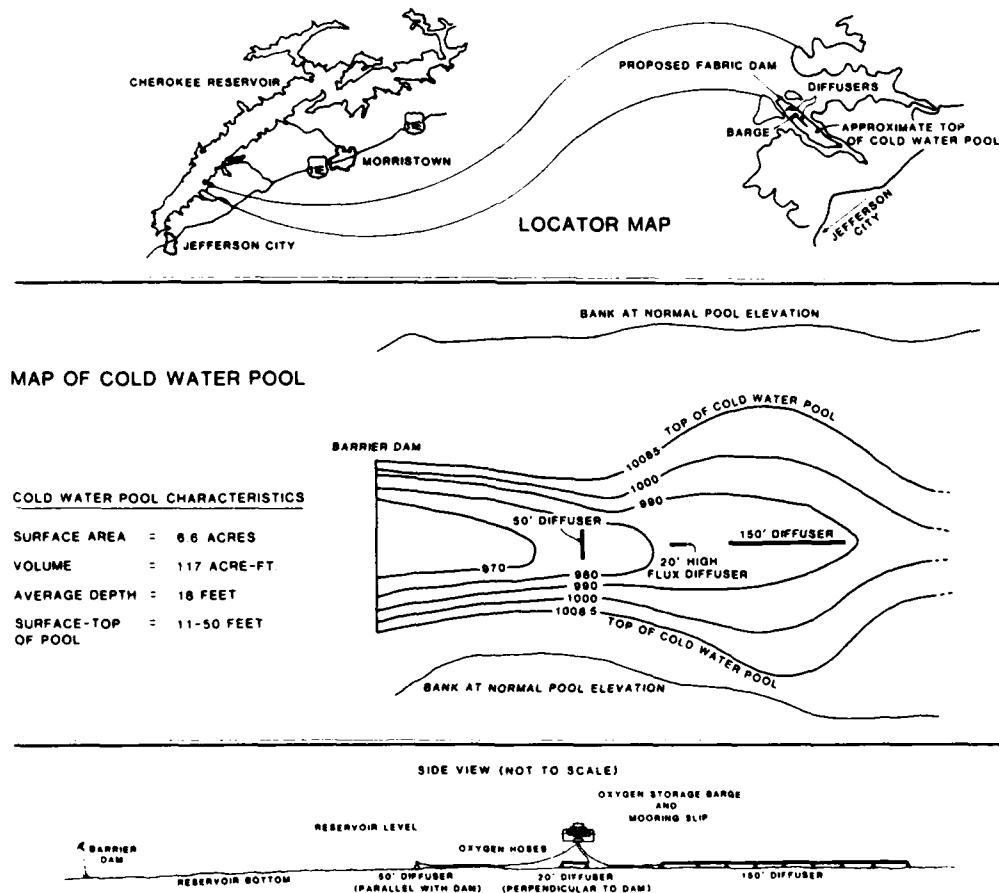 CHEROKEE RESERVOIR
11E
MORRISTOWN
11E
JEFFERSON CITY
LOCATOR MAP
PROPOSED FABRIC DAM
DIFFUSERS
BARGE
APPROXIMATE TOP
OF COLD WATER POOL
JEFFERSON
CITY
BANK AT NORMAL POOL ELEVATION
MAP OF COLD WATER POOL
BARRIER DAM
1008.5 TOP OF COLD WATER POOL
1000
990
50' DIFFUSER
150' DIFFUSER
20' HIGH
FLUX DIFFUSER
970
980
990
1000
1008.5
TOP OF COLD WATER POOL
BANK AT NORMAL POOL ELEVATION
COLD WATER POOL CHARACTERISTICS
SURFACE AREA = 6.6 ACRES
VOLUME = 117 ACRE-FT.
AVERAGE DEPTH = 18 FEET
SURFACE-TOP = 11-50 FEET
OF POOL
SIDE VIEW (NOT TO SCALE)
OXYGEN STORAGE BARGE
AND
MOORING SLIP
RESERVOIR LEVEL
BARRIER
DAM
OXYGEN HOSES
RESERVOIR BOTTOM
50' DIFFUSER
(PARALLEL WITH DAM)
20' DIFFUSER
(PERPENDICULAR TO DAM)
150' DIFFUSER